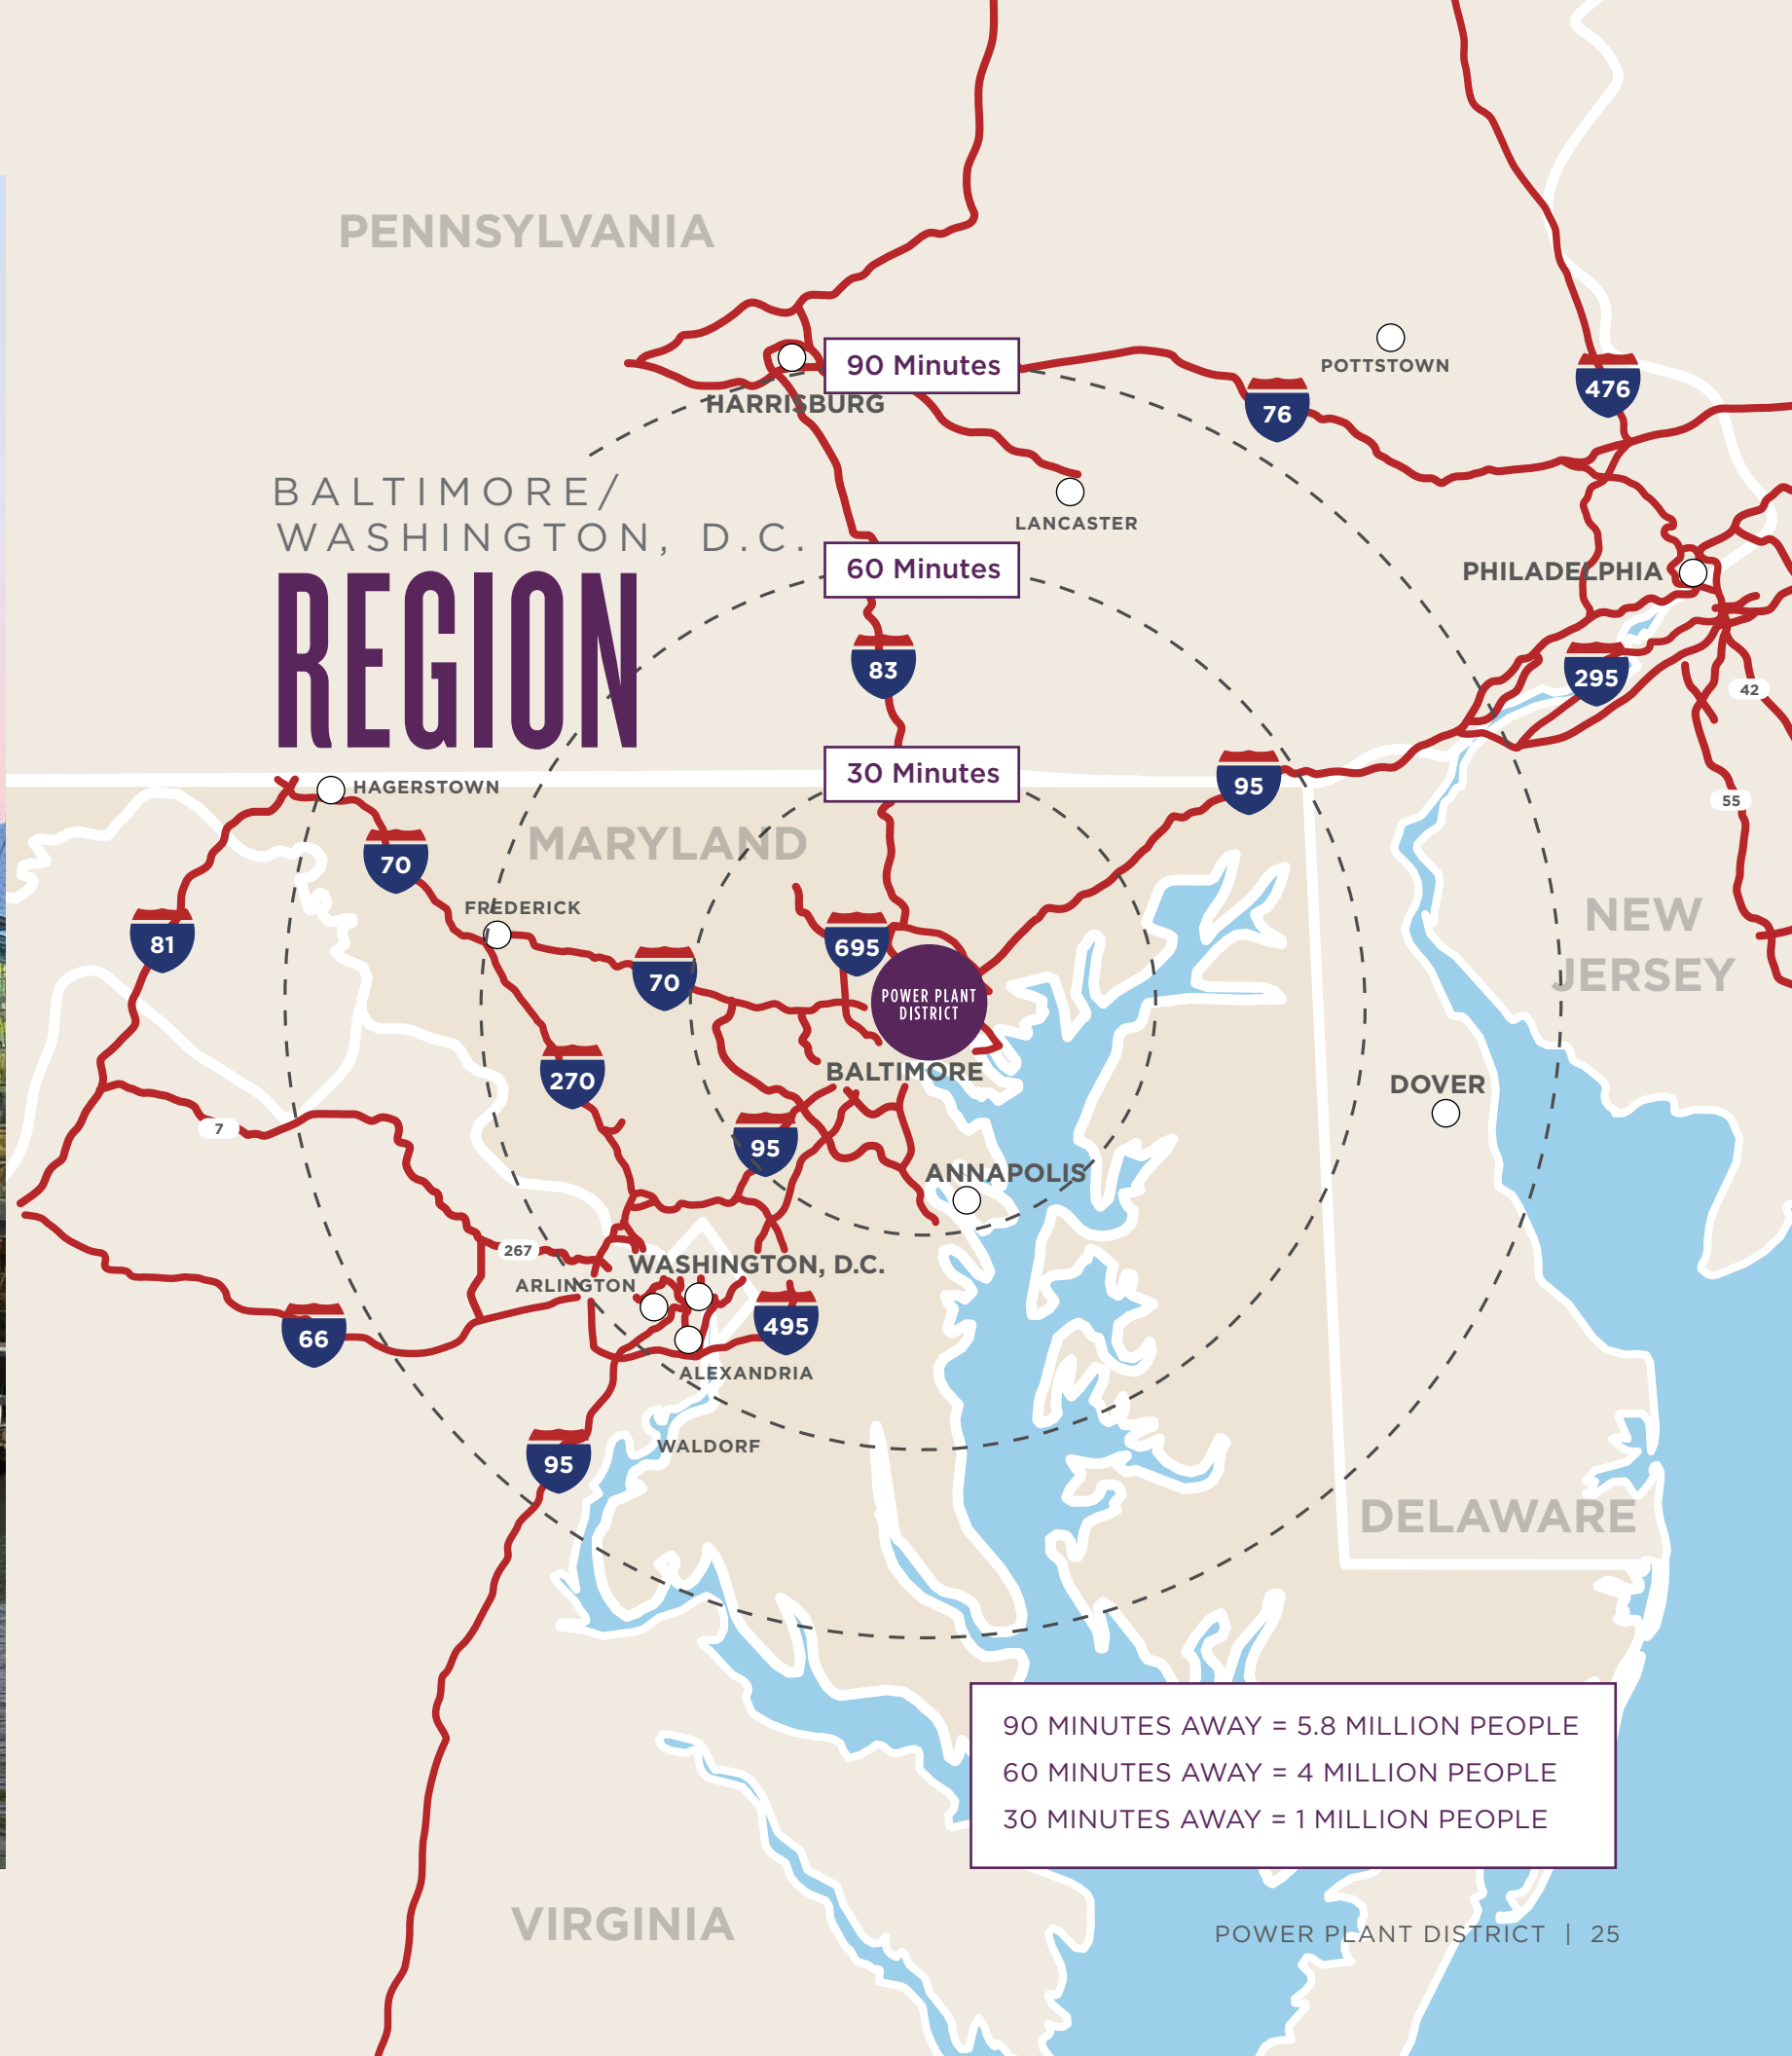 PENNSYLVANIA
90 Minutes
HARRISBURG
POTTSTOWN
476
76
BALTIMORE/
WASHINGTON, D.C.
REGION
LANCASTER
60 Minutes
PHILADELPHIA
83
295
42
30 Minutes
95
55
HAGERSTOWN
MARYLAND
70
FREDERICK
81
70
695
POWER PLANT
DISTRICT
NEW
JERSEY
270
BALTIMORE
DOVER
7
95
ANNAPOLIS
267
WASHINGTON, D.C.
ARLINGTON
66
495
ALEXANDRIA
WALDORF
95
DELAWARE
90 MINUTES AWAY = 5.8 MILLION PEOPLE
60 MINUTES AWAY = 4 MILLION PEOPLE
30 MINUTES AWAY = 1 MILLION PEOPLE
VIRGINIA
POWER PLANT DISTRICT | 25